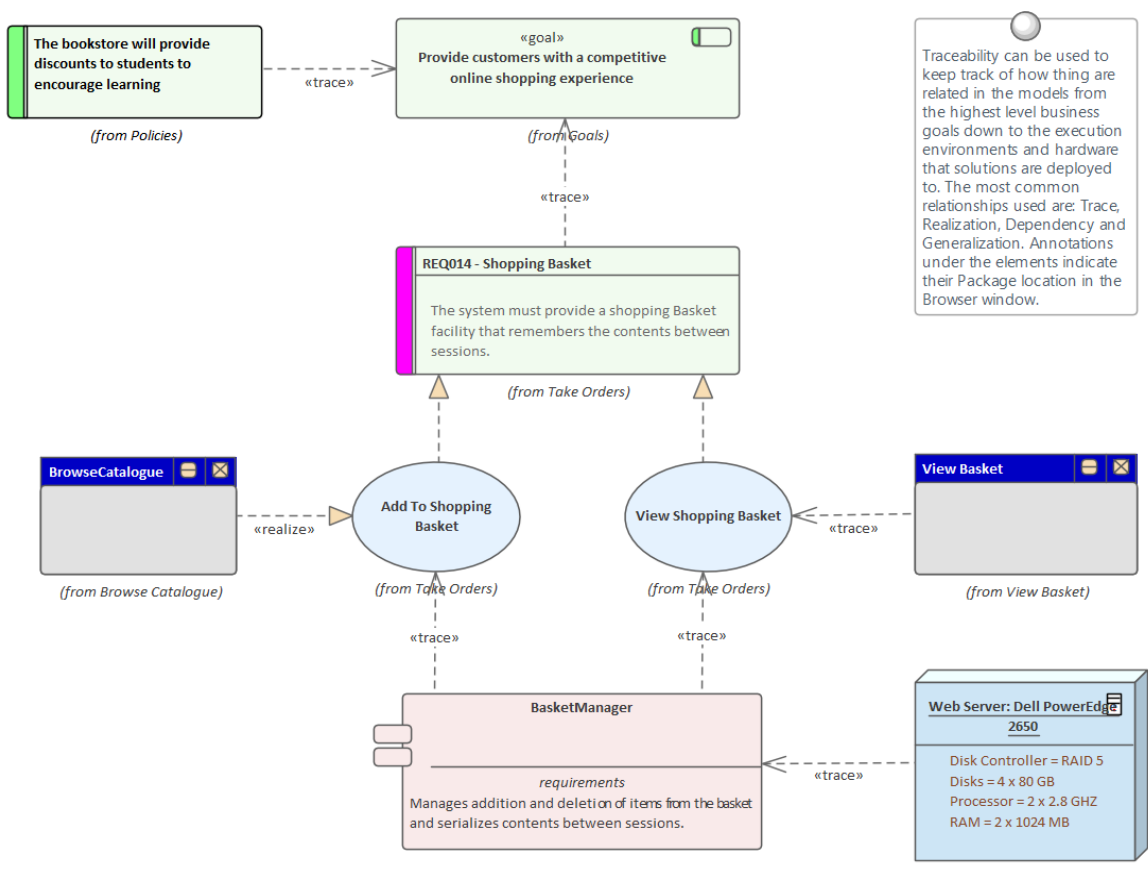 The bookstore will provide
discounts to students to
encourage learning
(from Policies)
«trace»
«goal»
Provide customers with a competitive
online shopping experience
(from Goals)
«trace»
Traceability can be used to
keep track of how thing are
related in the models from
the highest level business
goals down to the execution
environments and hardware
that solutions are deployed
to. The most common
relationships used are: Trace,
Realization, Dependency and
Generalization. Annotations
under the elements indicate
their Package location in the
Browser window.
REQ014 - Shopping Basket
The system must provide a shopping Basket
facility that remembers the contents between
sessions.
(from Take Orders)
BrowseCatalogue
(from Browse Catalogue)
«realize»
Add To Shopping
Basket
(from Take Orders)
View Shopping Basket
(from Take Orders)
«trace»
View Basket
(from View Basket)
«trace»
«trace»
BasketManager
requirements
Manages addition and deletion of items from the basket
and serializes contents between sessions.
«trace»
Web Server: Dell PowerEdge
2650
Disk Controller = RAID 5
Disks = 4 x 80 GB
Processor = 2 x 2.8 GHZ
RAM = 2 x 1024 MB